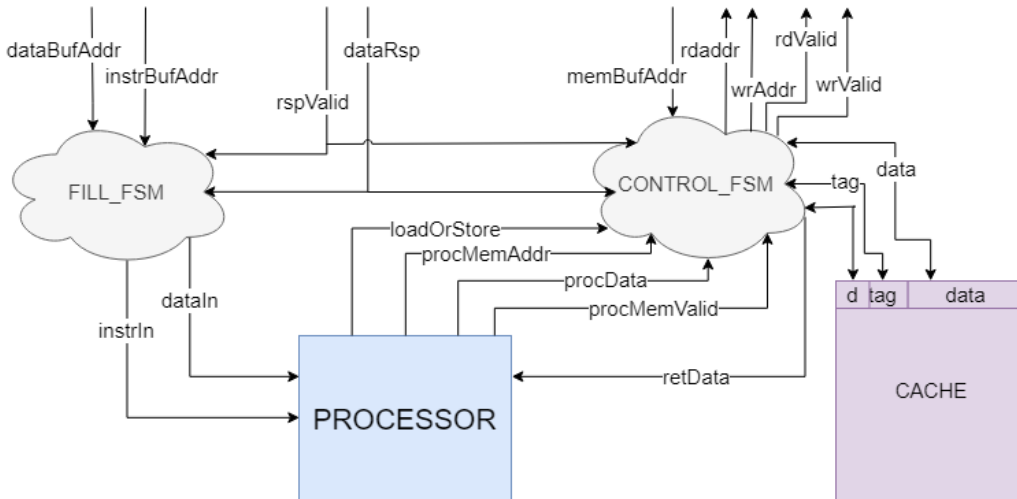 dataBufAddr
instrBufAddr
rspValid
dataRsp
memBufAddr
rdaddr
wrAddr
rdValid
wrValid
FILL_FSM
CONTROL_FSM
data
tag
d
loadOrStore
procMemAddr
procData
procMemValid
dataIn
instrIn
retData
d
tag
data
PROCESSOR
CACHE